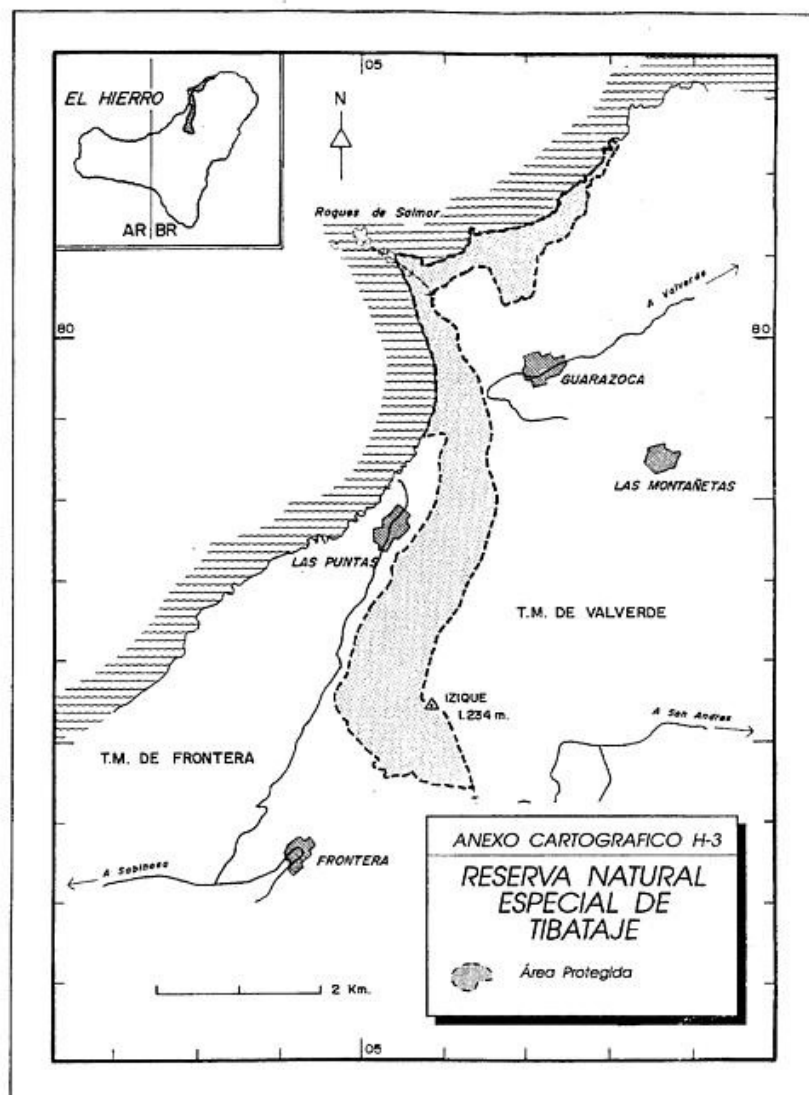 05
EL HIERRO
N
AR BR
Roques de Salmor
A Valverde
80
80
GUARAZOCA
LAS MONTAÑETAS
LAS PUNTAS
T.M. DE VALVERDE
IZIQUE
1.234 m.
A San Andres
T.M. DE FRONTERA
A Sabinosa
FRONTERA
2 Km.
ANEXO CARTOGRAFICO H-3
RESERVA NATURAL
ESPECIAL DE
TIBATAJE
Área Protegida
05